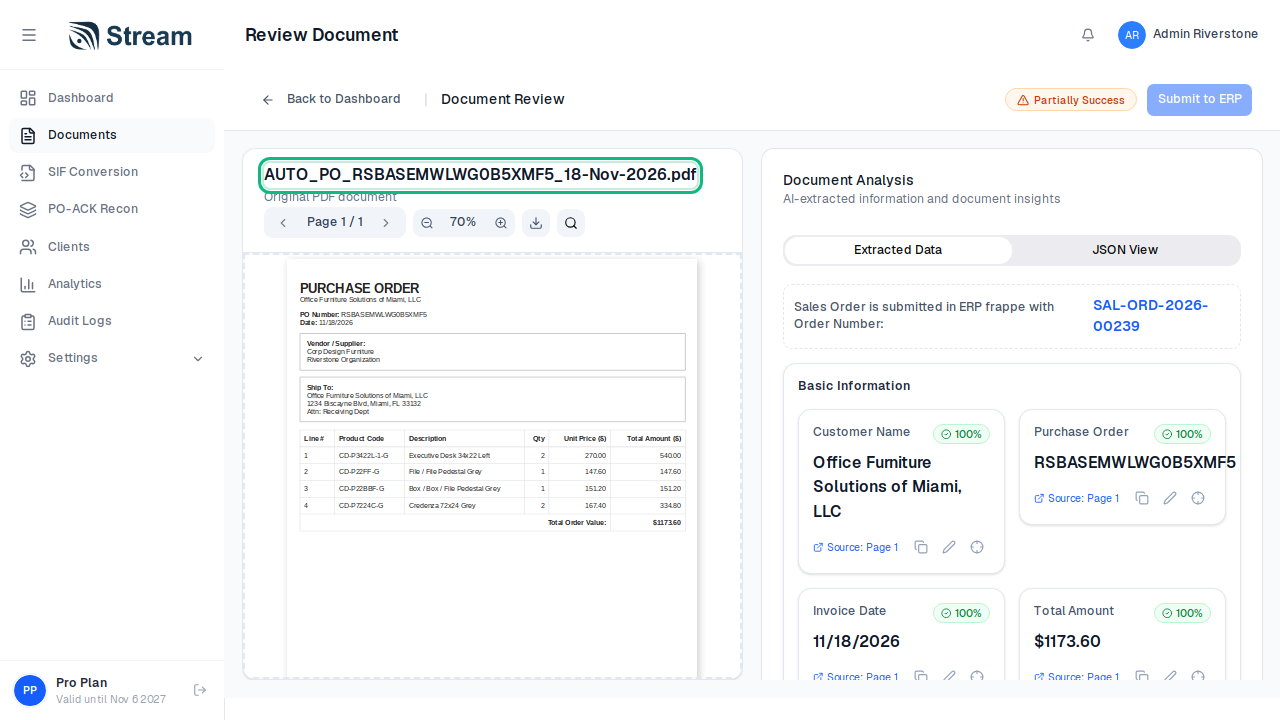 Stream
Review Document
AR
Admin Riverstone
Dashboard
Documents
SIF Conversion
PO-ACK Recon
Clients
Analytics
Audit Logs
Settings
PP
Pro Plan
Valid until Nov 6 2027
Back to Dashboard
Document Review
Partially Success
Submit to ERP
AUTO_PO_RSBASEMWLWG0B5XMF5_18-Nov-2026.pdf
Original PDF document
Page 1 / 1
70%
PURCHASE ORDER
Office Furniture Solutions of Miami, LLC
PO Number: RSBASEMWLWG0B5XMF5
Date: 11/18/2026
Vendor / Supplier:
Corp Design Furniture
Riverstone Organization
Ship To:
Office Furniture Solutions of Miami, LLC
1234 Biscayne Blvd, Miami, FL 33132
Attn: Receiving Dept
Line # Product Code Description Qty Unit Price ($) Total Amount ($)
1 CD-P3422L-1-G Executive Desk 34x22 Left 2 270.00 540.00
2 CD-P22FF-G File / File Pedestal Grey 1 147.60 147.60
3 CD-P22BBF-G Box / Box / File Pedestal Grey 1 151.20 151.20
4 CD-P7224C-G Credenza 72x24 Grey 2 167.40 334.80
Total Order Value: $1173.60
Document Analysis
AI-extracted information and document insights
Extracted Data
JSON View
Sales Order is submitted in ERP frappe with
Order Number:
SAL-ORD-2026-
00239
Basic Information
Customer Name
100%
Office Furniture
Solutions of Miami,
LLC
Source: Page 1
Purchase Order
100%
RSBASEMWLWG0B5XMF5
Source: Page 1
Invoice Date
100%
11/18/2026
Source: Page 1
Total Amount
100%
$1173.60
Source: Page 1